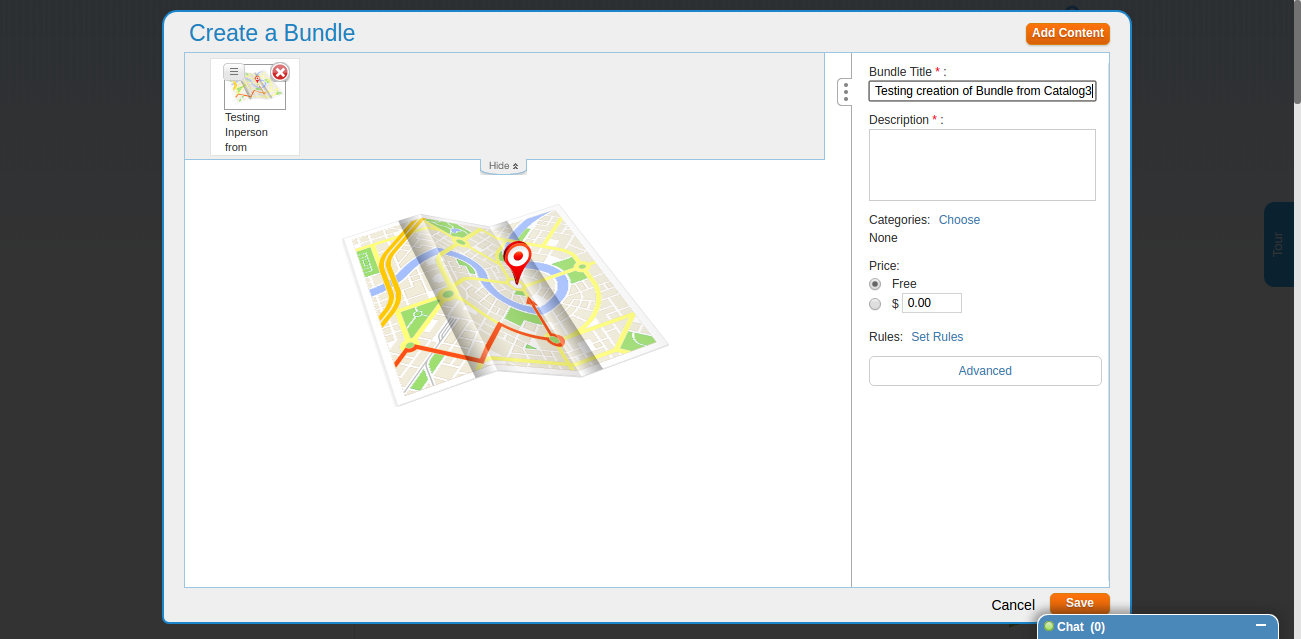 Create a Bundle
Add Content
Testing
Inperson
from
Hide
Bundle Title * :
Testing creation of Bundle from Catalog3
Description * :
Categories: Choose
None
Price:
Free
$ 0.00
Rules: Set Rules
Advanced
Tour
Cancel
Save
Chat (0)